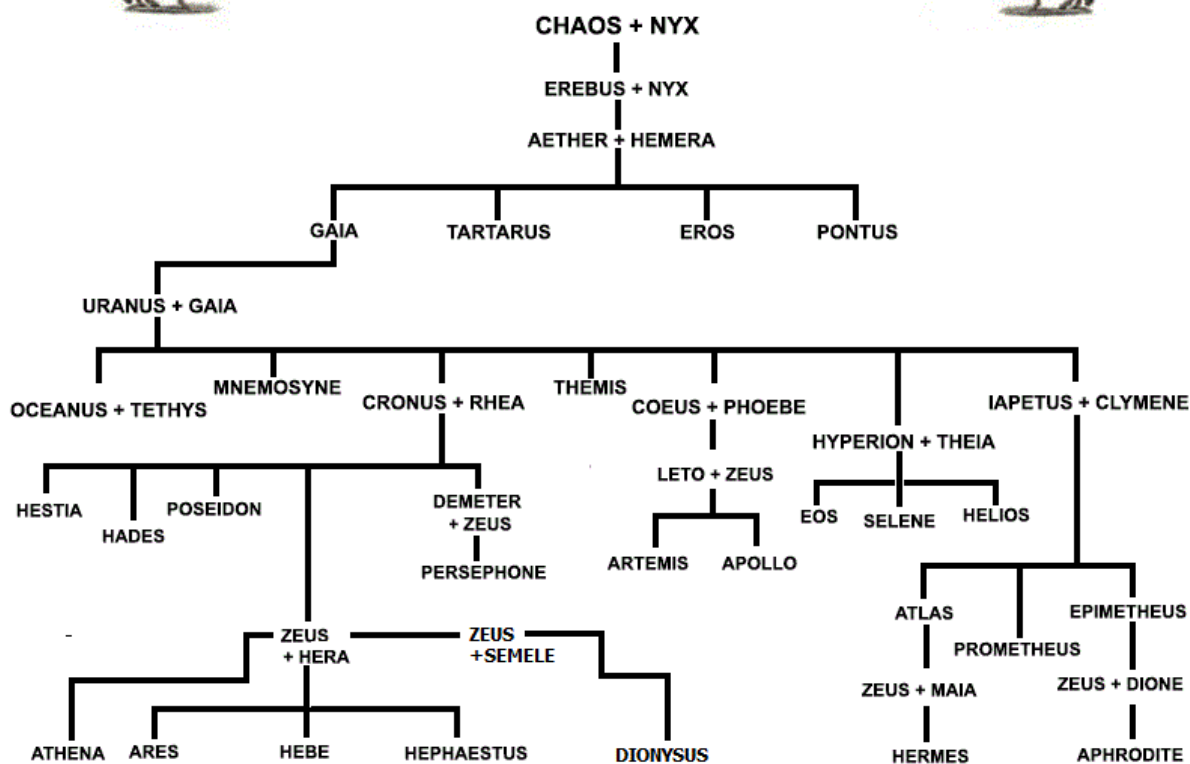 CHAOS + NYX
EREBUS + NYX
AETHER + HEMERA
GAIA
TARTARUS
EROS
PONTUS
URANUS + GAIA
OCEANUS + TETHYS
MNEMOSYNE
CRONUS + RHEA
THEMIS
COEUS + PHOEBE
HYPERION + THEIA
IAPETUS + CLYMENE
HESTIA
HADES
POSEIDON
DEMETER
+ ZEUS
PERSEPHONE
LETO + ZEUS
ARTEMIS
APOLLO
EOS
SELENE
HELIOS
ATLAS
PROMETHEUS
EPIMETHEUS
ZEUS
+ HERA
ZEUS
+SEMELE
ZEUS + MAIA
ZEUS + DIONE
ATHENA
ARES
HEBE
HEPHAESTUS
DIONYSUS
HERMES
APHRODITE